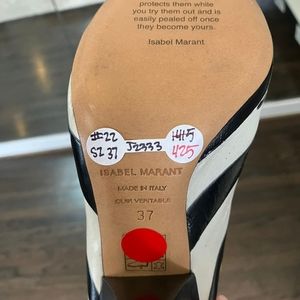 protects them while
you try them out and is
easily pealed off once
they become yours.
Isabel Marant
#22
SZ 37
J2333
1415
425
ISABEL MARANT
MADE IN ITALY
CUIR VERITABLE
37